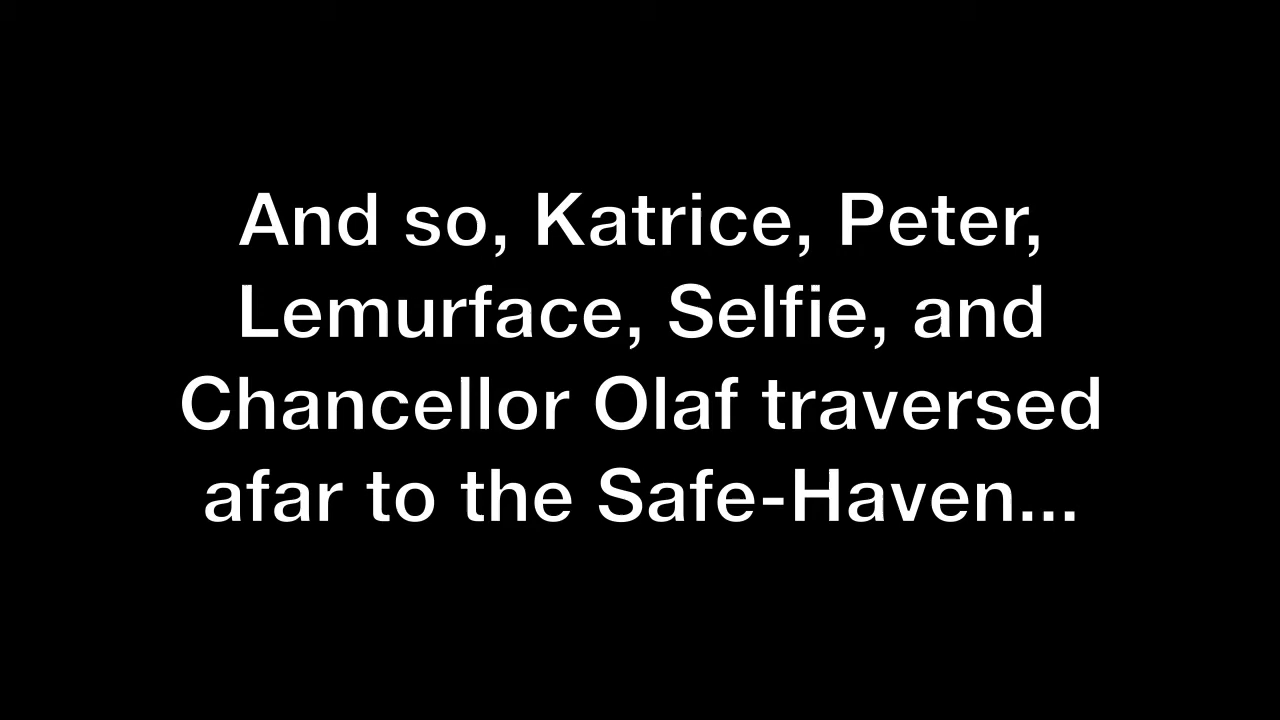 And so, Katrice, Peter,
Lemurface, Selfie, and
Chancellor Olaf traversed
afar to the Safe-Haven...